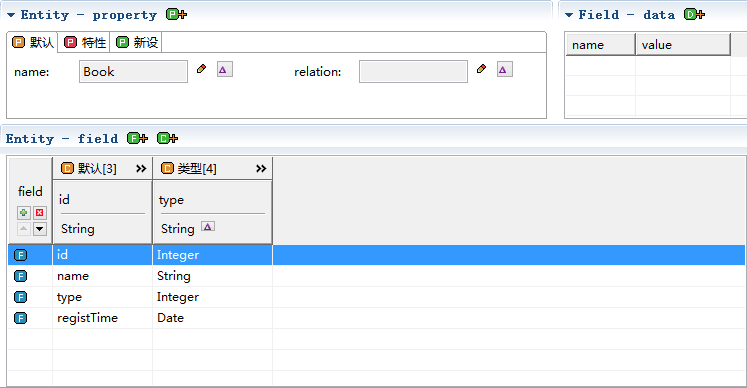 Entity - property
Field - data
默认 特性 新设
name: Book relation:
name value
Entity - field
默认[3] 类型[4]
field
id type
String String
id Integer
name String
type Integer
registTime Date